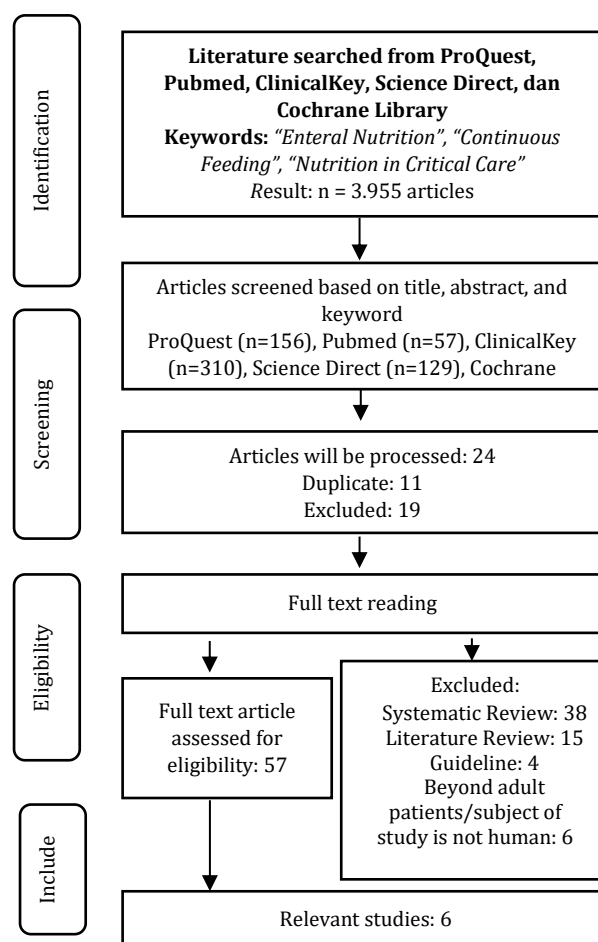 Identification
Literature searched from ProQuest,
Pubmed, ClinicalKey, Science Direct, dan
Cochrane Library
Keywords: “Enteral Nutrition”, “Continuous
Feeding”, “Nutrition in Critical Care”
Result: n = 3.955 articles
Screening
Articles screened based on title, abstract, and
keyword
ProQuest (n=156), Pubmed (n=57), ClinicalKey
(n=310), Science Direct (n=129), Cochrane
Articles will be processed: 24
Duplicate: 11
Excluded: 19
Eligibility
Full text reading
Full text article
assessed for
eligibility: 57
Excluded:
Systematic Review: 38
Literature Review: 15
Guideline: 4
Beyond adult
patients/subject of
study is not human: 6
Include
Relevant studies: 6